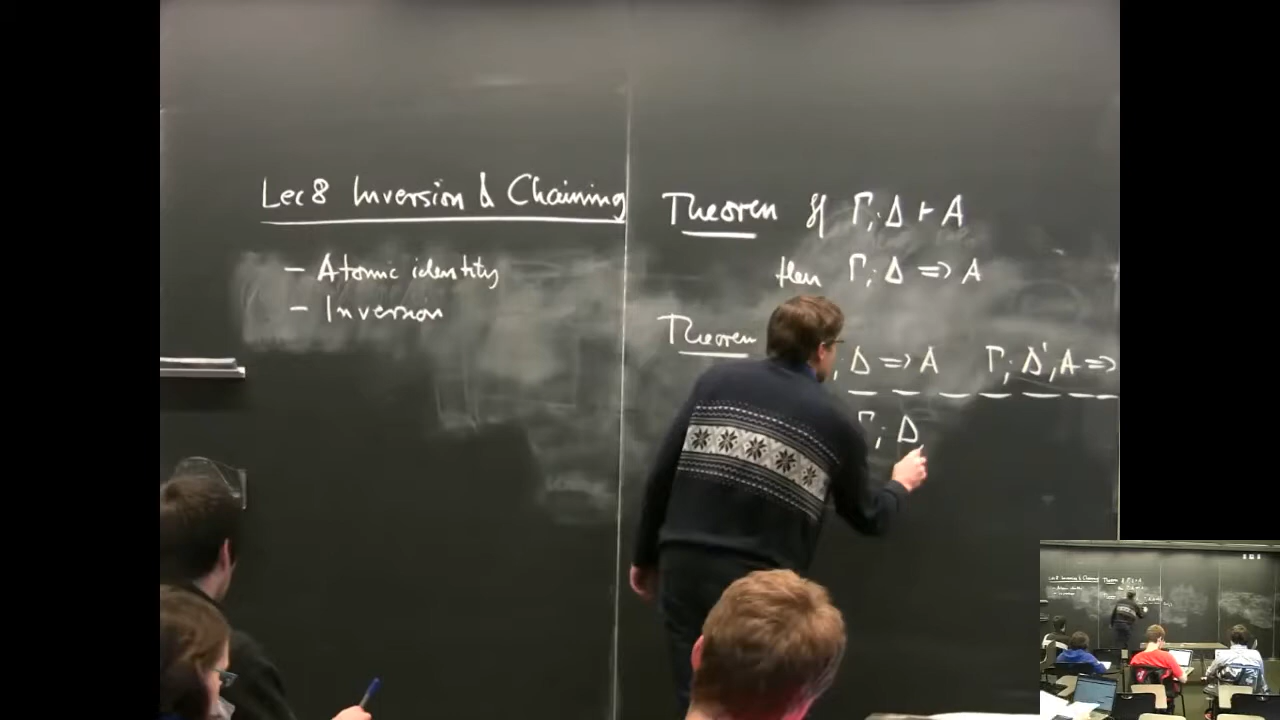 Lec 8 Inversion & Chaining
- Atomic identity
- Inversion
Theorem If Γ; Δ ⊢ A
then Γ; Δ => A
Theorem
; Δ => A Γ; Δ', A =>
Γ; Δ,